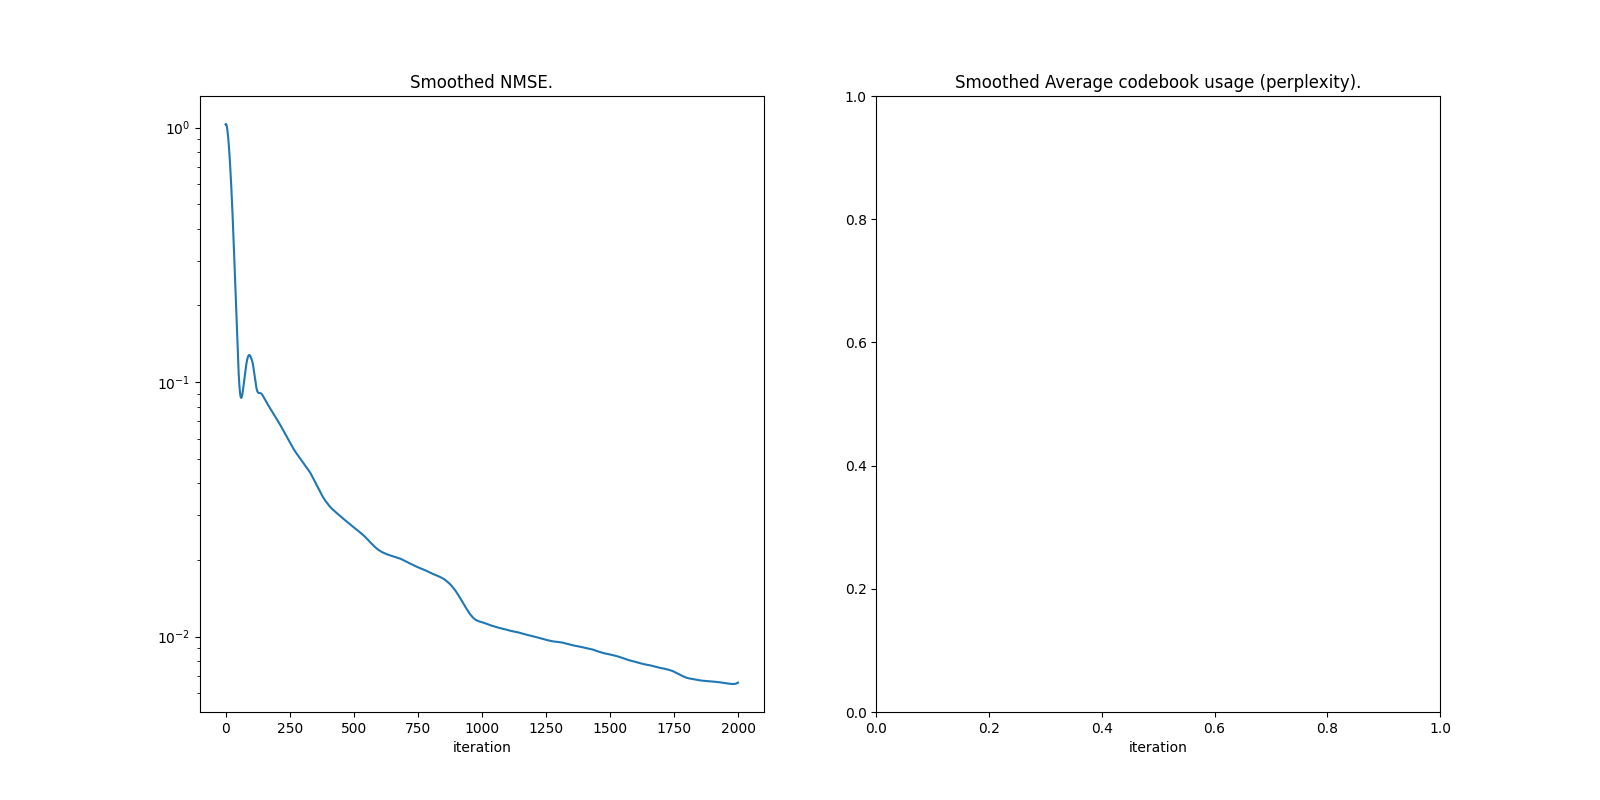 Smoothed NMSE.
10⁰
10⁻¹
10⁻²
0 250 500 750 1000 1250 1500 1750 2000
iteration
Smoothed Average codebook usage (perplexity).
1.0
0.8
0.6
0.4
0.2
0.0
0.0 0.2 0.4 0.6 0.8 1.0
iteration